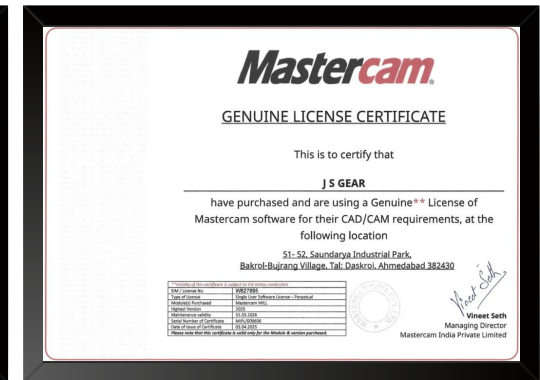 Mastercam
GENUINE LICENSE CERTIFICATE
This is to certify that
J S GEAR
have purchased and are using a Genuine** License of
Mastercam software for their CAD/CAM requirements, at the
following location
51- 52, Saundarya Industrial Park,
Bakrol-Bujrang Village, Tal: Daskroi, Ahmedabad 382430
**Validity of this certificate is subject to the below credentials
SIM / License No. WB27885
Type of License Single User Software License – Perpetual
Module(s) Purchased Mastercam MILL
Highest Version 2025
Maintenance validity 31.03.2026
Serial Number of Certificate MIPL/000606
Date of Issue of Certificate 03.04.2025
Please note that this certificate is valid only for the Module & version purchased.
Vineet Seth
Vineet Seth
Managing Director
Mastercam India Private Limited